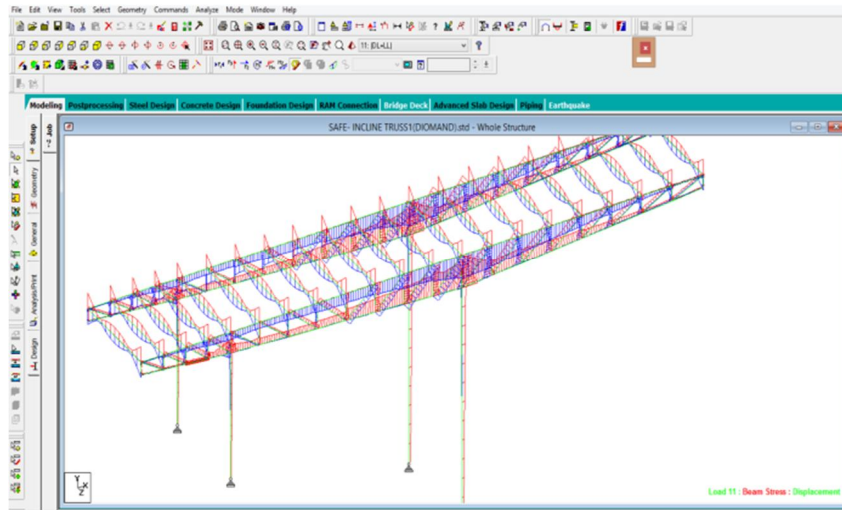 File Edit View Tools Select Geometry Commands Analyze Mode Window Help
11: (DL+LL)
Modeling Postprocessing Steel Design Concrete Design Foundation Design RAM Connection Bridge Deck Advanced Slab Design Piping Earthquake
Job
Setup
Geometry
General
Analysis/Print
Design
SAFE- INCLINE TRUSS1(DIOMAND).std - Whole Structure
Y
X
Z
Load 11 : Beam Stress : Displacement